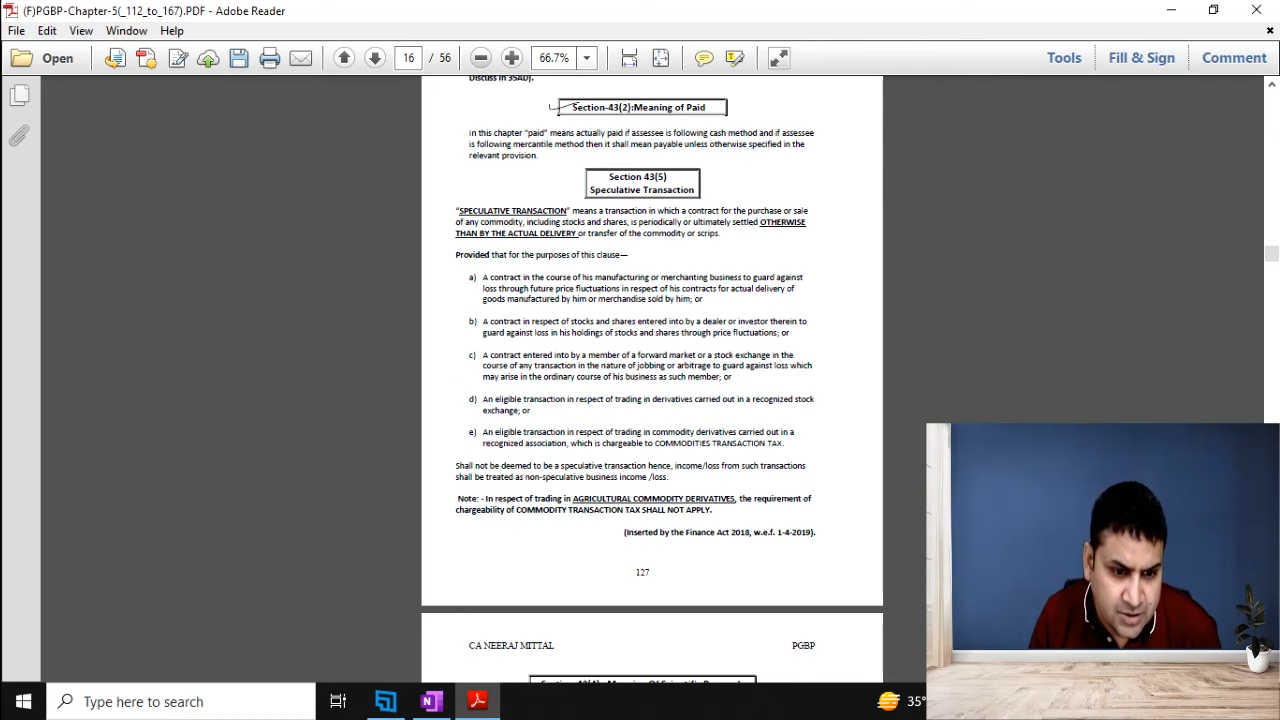 (F)PGBP-Chapter-5(_112_to_167).PDF - Adobe Reader
File Edit View Window Help
Open 16 / 56 66.7% Tools Fill & Sign Comment
Discuss in 35AD).
Section-43(2):Meaning of Paid
In this chapter "paid" means actually paid if assessee is following cash method and if assessee
is following mercantile method then it shall mean payable unless otherwise specified in the
relevant provision.
Section 43(5)
Speculative Transaction
"SPECULATIVE TRANSACTION" means a transaction in which a contract for the purchase or sale
of any commodity, including stocks and shares, is periodically or ultimately settled OTHERWISE
THAN BY THE ACTUAL DELIVERY or transfer of the commodity or scrips.
Provided that for the purposes of this clause—
a) A contract in the course of his manufacturing or merchanting business to guard against
loss through future price fluctuations in respect of his contracts for actual delivery of
goods manufactured by him or merchandise sold by him; or
b) A contract in respect of stocks and shares entered into by a dealer or investor therein to
guard against loss in his holdings of stocks and shares through price fluctuations; or
c) A contract entered into by a member of a forward market or a stock exchange in the
course of any transaction in the nature of jobbing or arbitrage to guard against loss which
may arise in the ordinary course of his business as such member; or
d) An eligible transaction in respect of trading in derivatives carried out in a recognized stock
exchange; or
e) An eligible transaction in respect of trading in commodity derivatives carried out in a
recognized association, which is chargeable to COMMODITIES TRANSACTION TAX.
Shall not be deemed to be a speculative transaction hence, income/loss from such transactions
shall be treated as non-speculative business income /loss.
Note: - In respect of trading in AGRICULTURAL COMMODITY DERIVATIVES, the requirement of
chargeability of COMMODITY TRANSACTION TAX SHALL NOT APPLY.
(Inserted by the Finance Act 2018, w.e.f. 1-4-2019).
127
CA NEERAJ MITTAL PGBP
Type here to search
35°